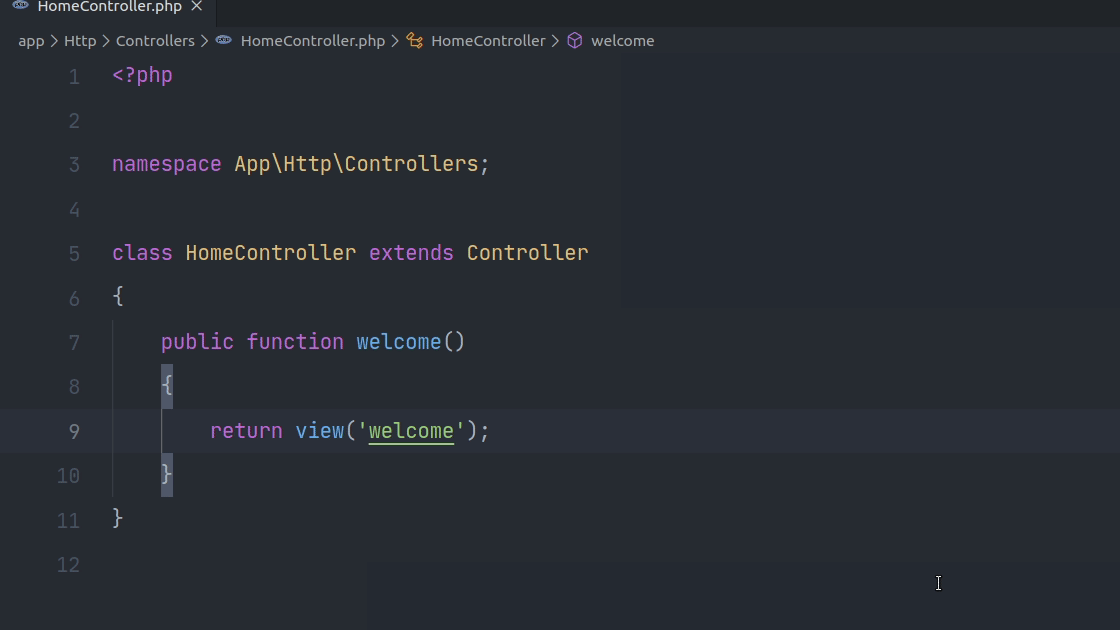 HomeController.php
app > Http > Controllers > HomeController.php > HomeController > welcome
1 <?php
2
3 namespace App\Http\Controllers;
4
5 class HomeController extends Controller
6 {
7     public function welcome()
8     {
9         return view('welcome');
10     }
11 }
12